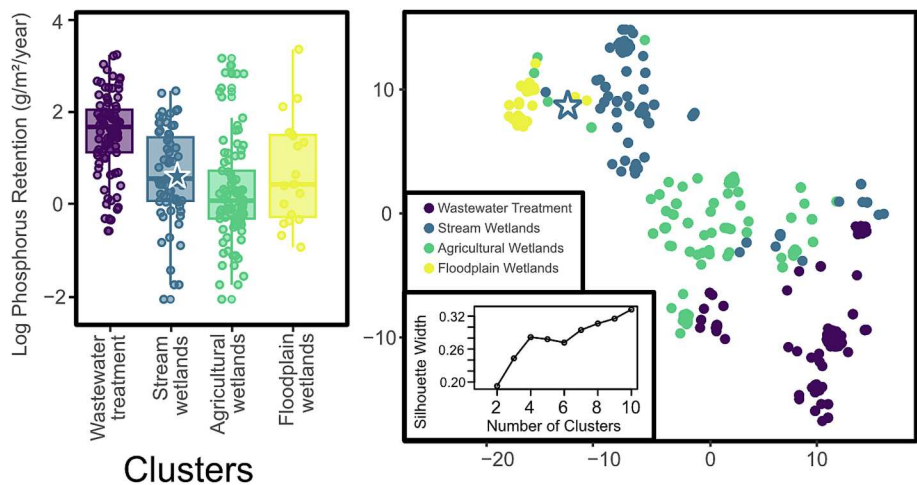 Log Phosphorus Retention (g/m²/year)
4
2
0
−2
Wastewater
treatment
Stream
wetlands
Agricultural
wetlands
Floodplain
wetlands
Clusters
10
0
−10
−20
−10
0
10
Wastewater Treatment
Stream Wetlands
Agricultural Wetlands
Floodplain Wetlands
Silhouette Width
0.32
0.26
0.20
2
4
6
8
10
Number of Clusters